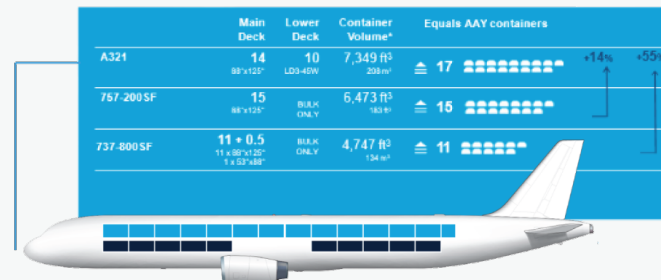 Main Deck Lower Deck Container Volume* Equals AAY containers
A321 14 10 7,349 ft³ 17 +14% +55%
88"x125" LD3-45W 208 m³
757-200SF 15 BULK ONLY 6,473 ft³ 15
88"x125" 183 ft³
737-800SF 11 + 0.5 BULK ONLY 4,747 ft³ 11
11 x 88"x125" 134 m³
1 x 53"x88"